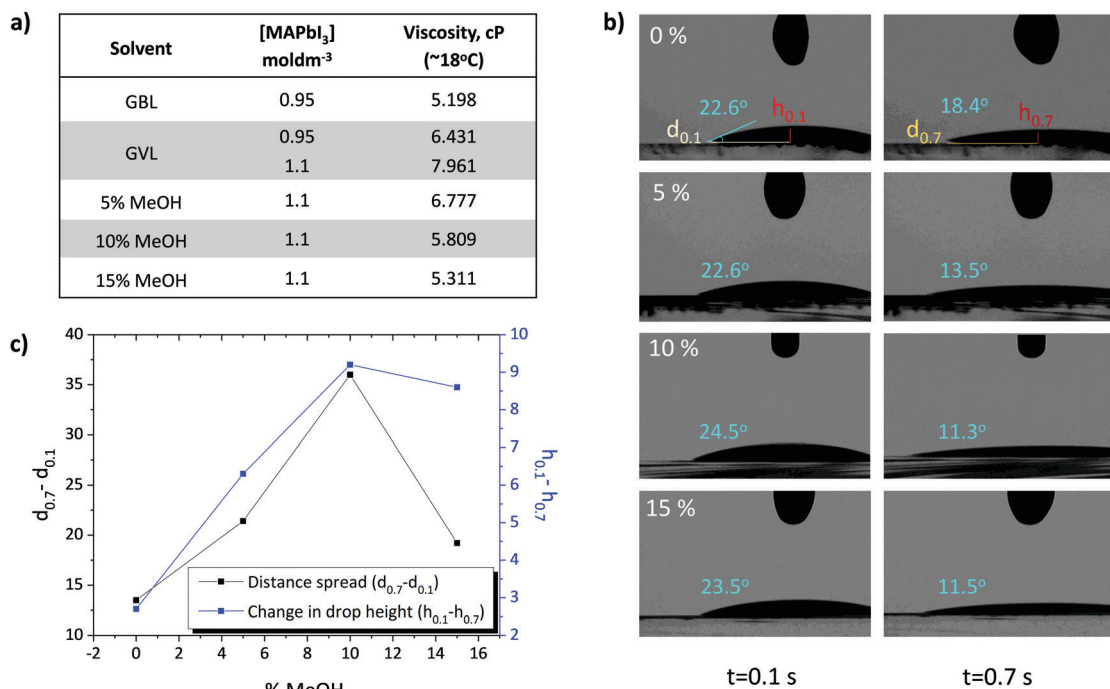 a)
Solvent [MAPbI₃] moldm⁻³ Viscosity, cP (~18°C)
GBL 0.95 5.198
GVL 0.95 6.431
1.1 7.961
5% MeOH 1.1 6.777
10% MeOH 1.1 5.809
15% MeOH 1.1 5.311
b)
0 %
22.6°
h₀.₁
d₀.₁
18.4°
h₀.₇
d₀.₇
5 %
22.6°
13.5°
10 %
24.5°
11.3°
15 %
23.5°
11.5°
t=0.1 s
t=0.7 s
c)
40
35
30
25
20
15
10
d₀.₇- d₀.₁
10
9
8
7
6
5
4
3
2
h₀.₁- h₀.₇
Distance spread (d₀.₇-d₀.₁)
Change in drop height (h₀.₁-h₀.₇)
-2 0 2 4 6 8 10 12 14 16
% MeOH